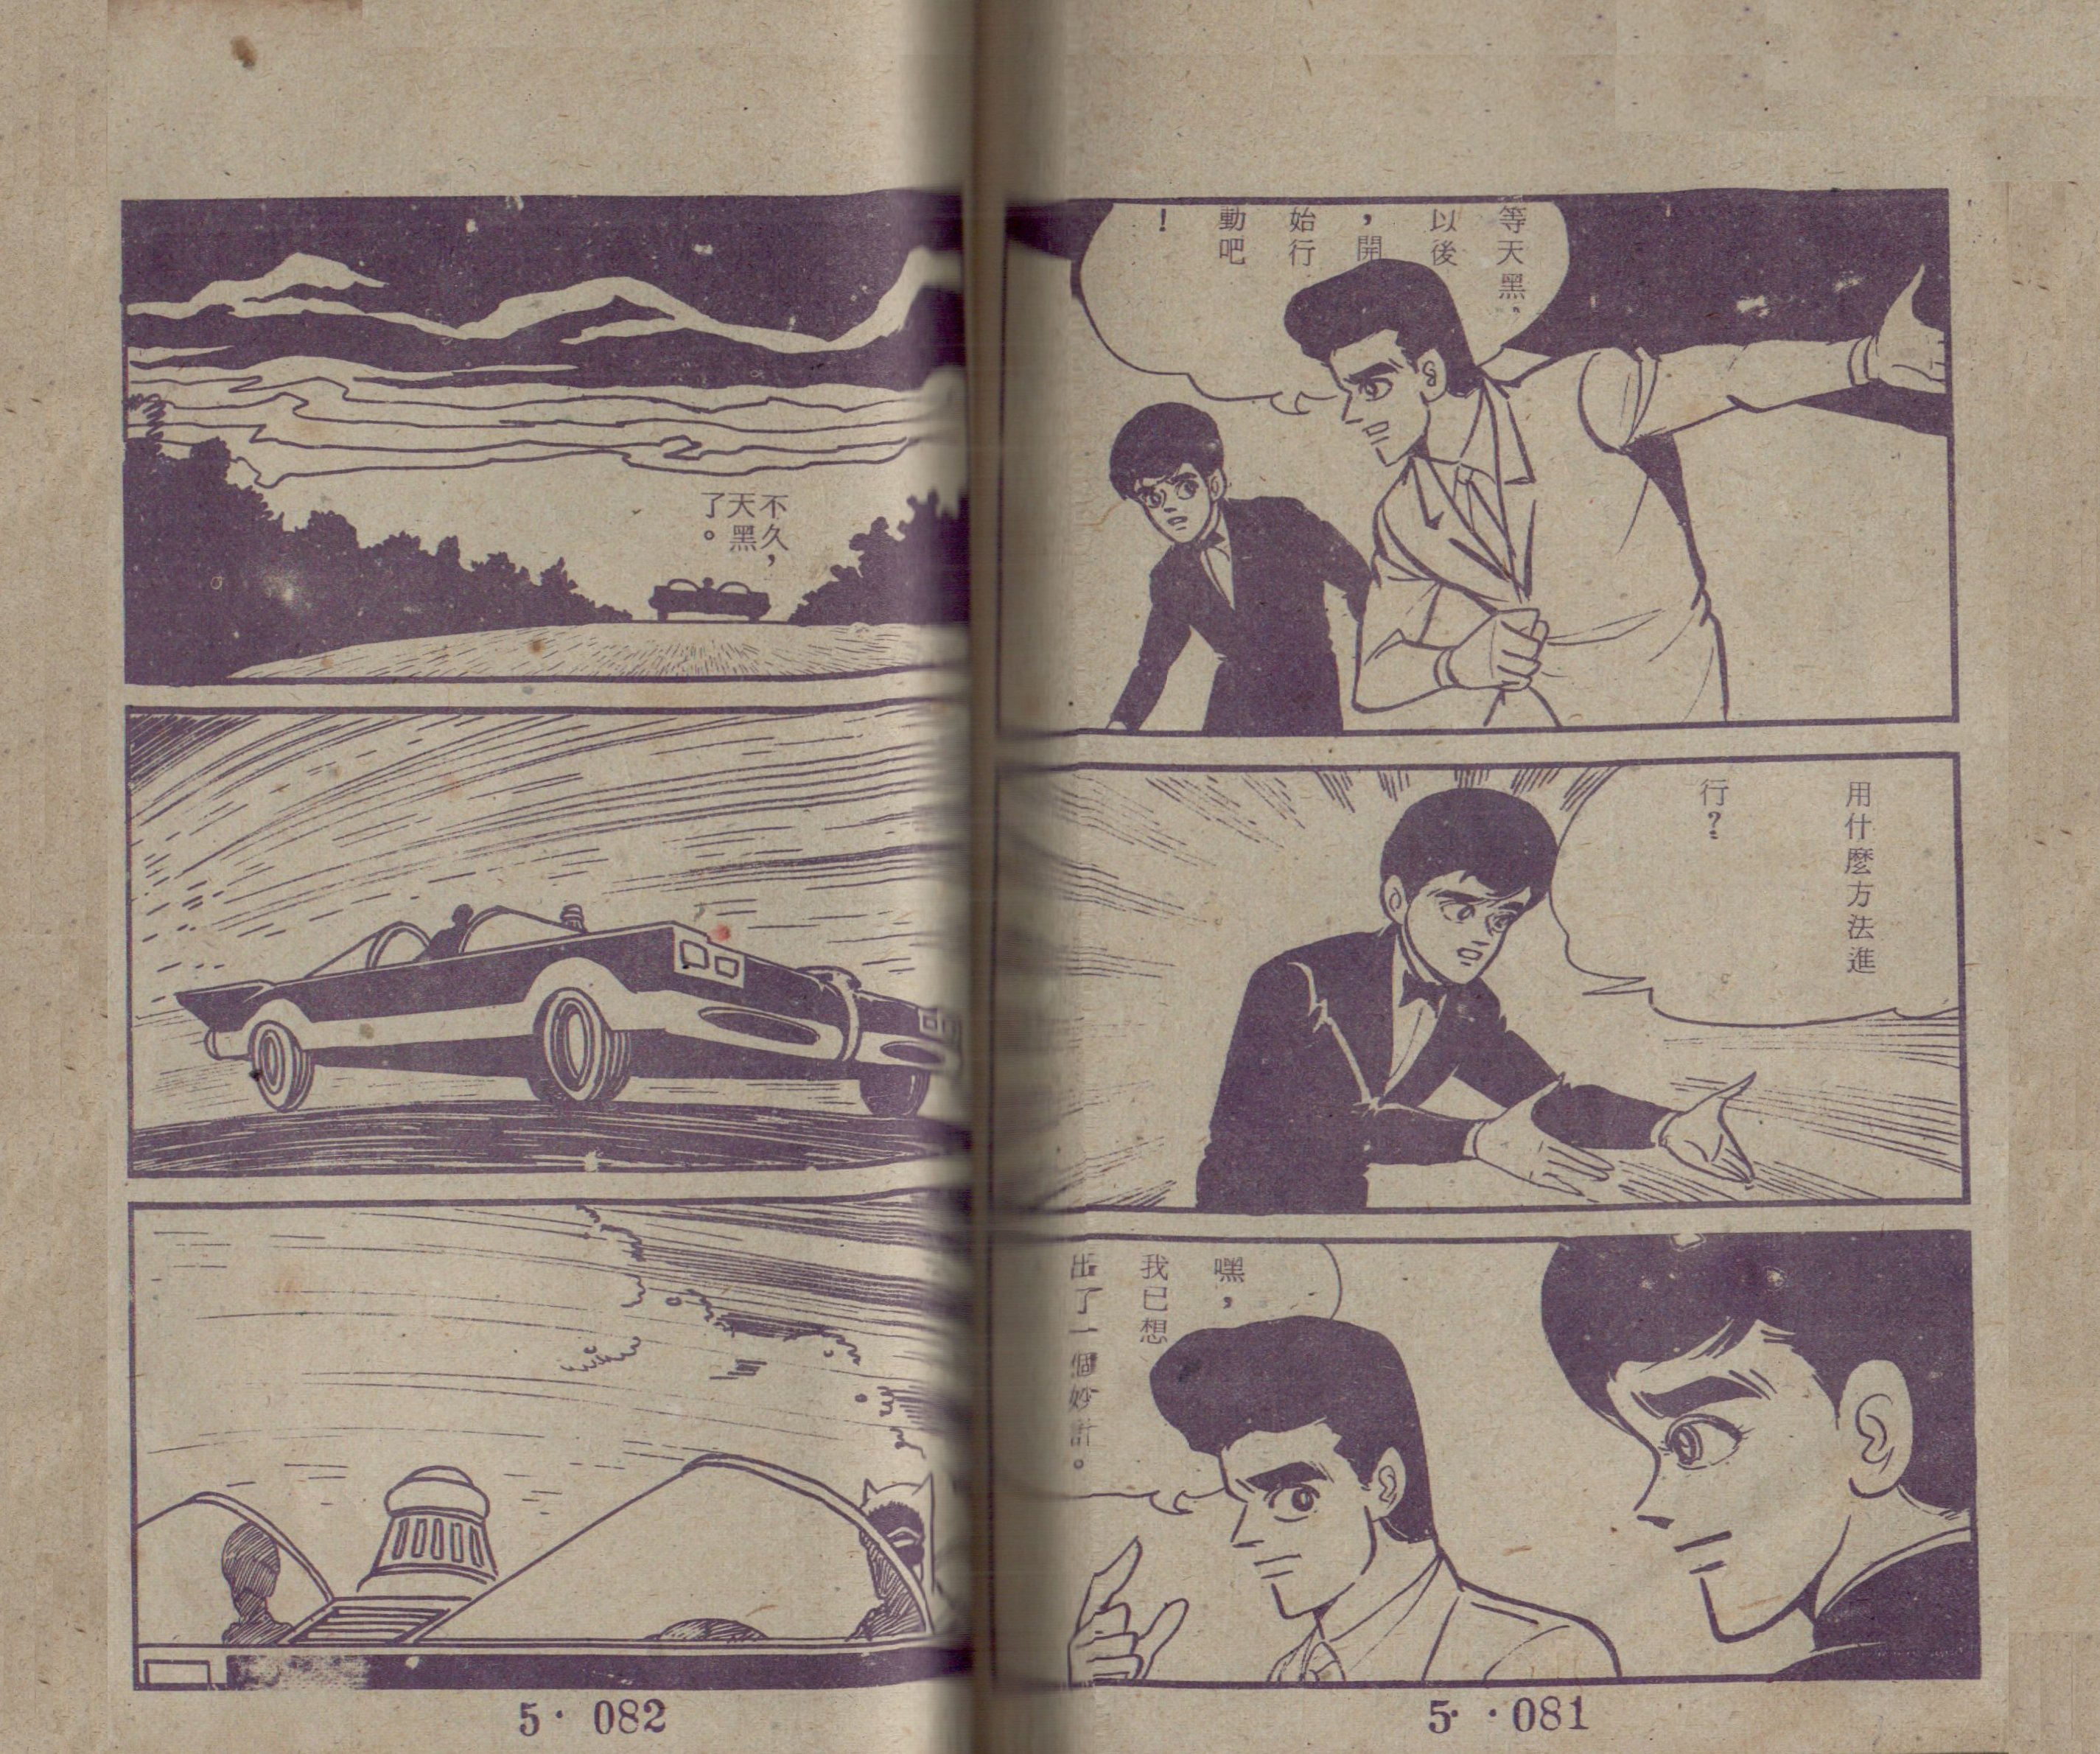 等天黑，
以後
，開
始行
動吧
！
用什麼方法進
行？
嘿，
我已想
出了一個妙計。
5··081
不久，
天黑
了。
5·082